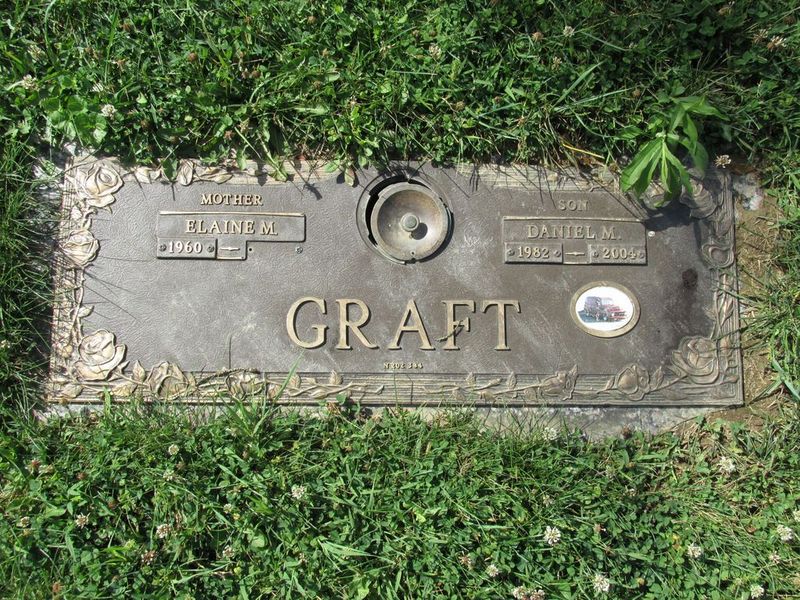 MOTHER
ELAINE M.
1960
SON
DANIEL M.
1982 2004
GRAFT